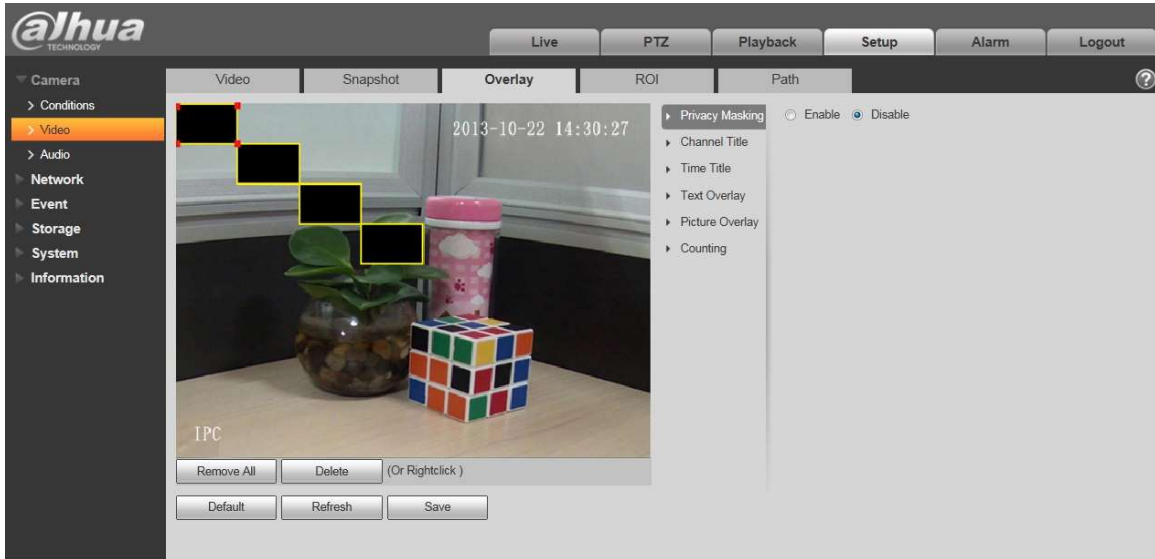 alhua
TECHNOLOGY
Live PTZ Playback Setup Alarm Logout
Camera
Conditions
Video
Audio
Network
Event
Storage
System
Information
Video Snapshot Overlay ROI Path
?
2013-10-22 14:30:27
IPC
Privacy Masking
Channel Title
Time Title
Text Overlay
Picture Overlay
Counting
Enable Disable
Remove All Delete (Or Rightclick )
Default Refresh Save